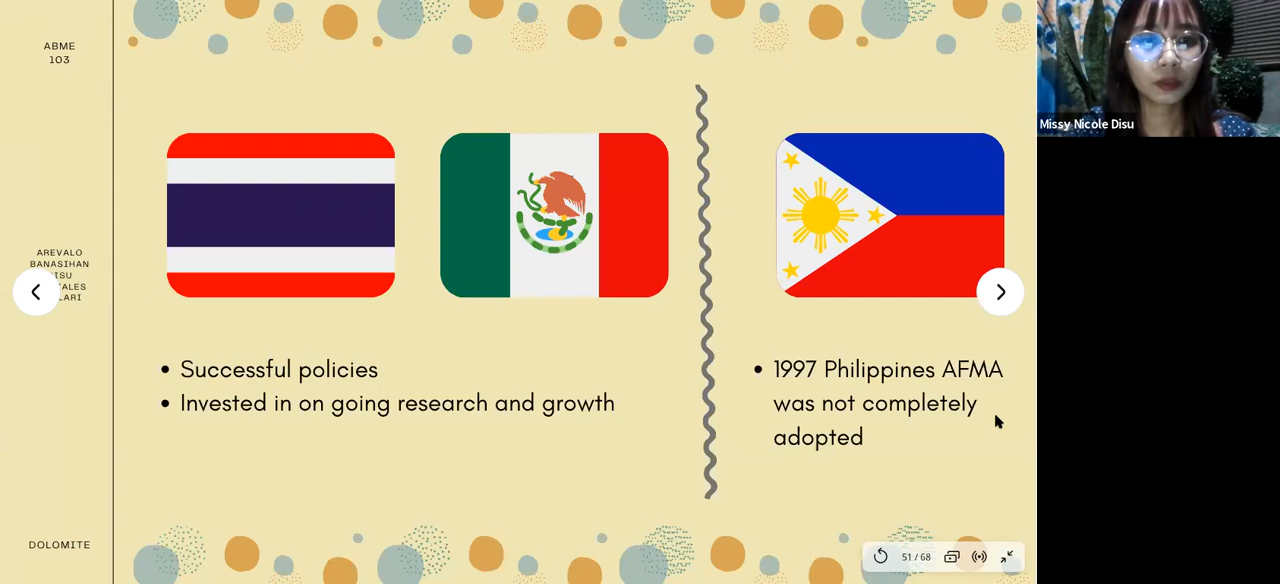 ABME
103
AREVALO
BANASIHAN
Missy Nicole Disu
Successful policies
Invested in on going research and growth
1997 Philippines AFMA
was not completely
adopted
DOLOMITE
51 / 68